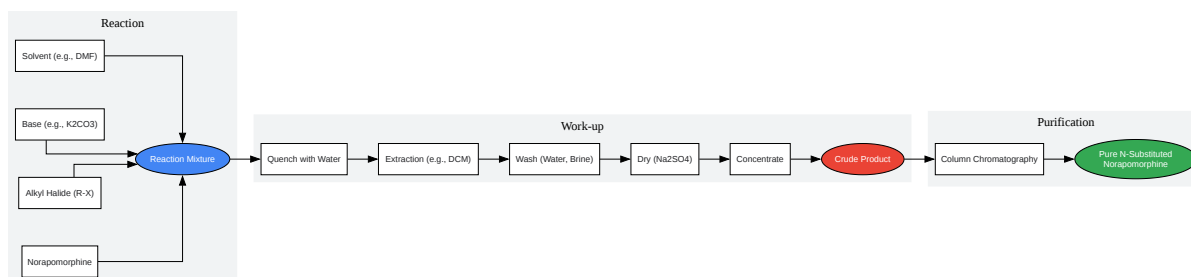 Reaction
Solvent (e.g., DMF)
Base (e.g., K2CO3)
Reaction Mixture
Alkyl Halide (R-X)
Norapomorphine
Work-up
Quench with Water
Extraction (e.g., DCM)
Wash (Water, Brine)
Dry (Na2SO4)
Concentrate
Crude Product
Purification
Column Chromatography
Pure N-Substituted
Norapomorphine